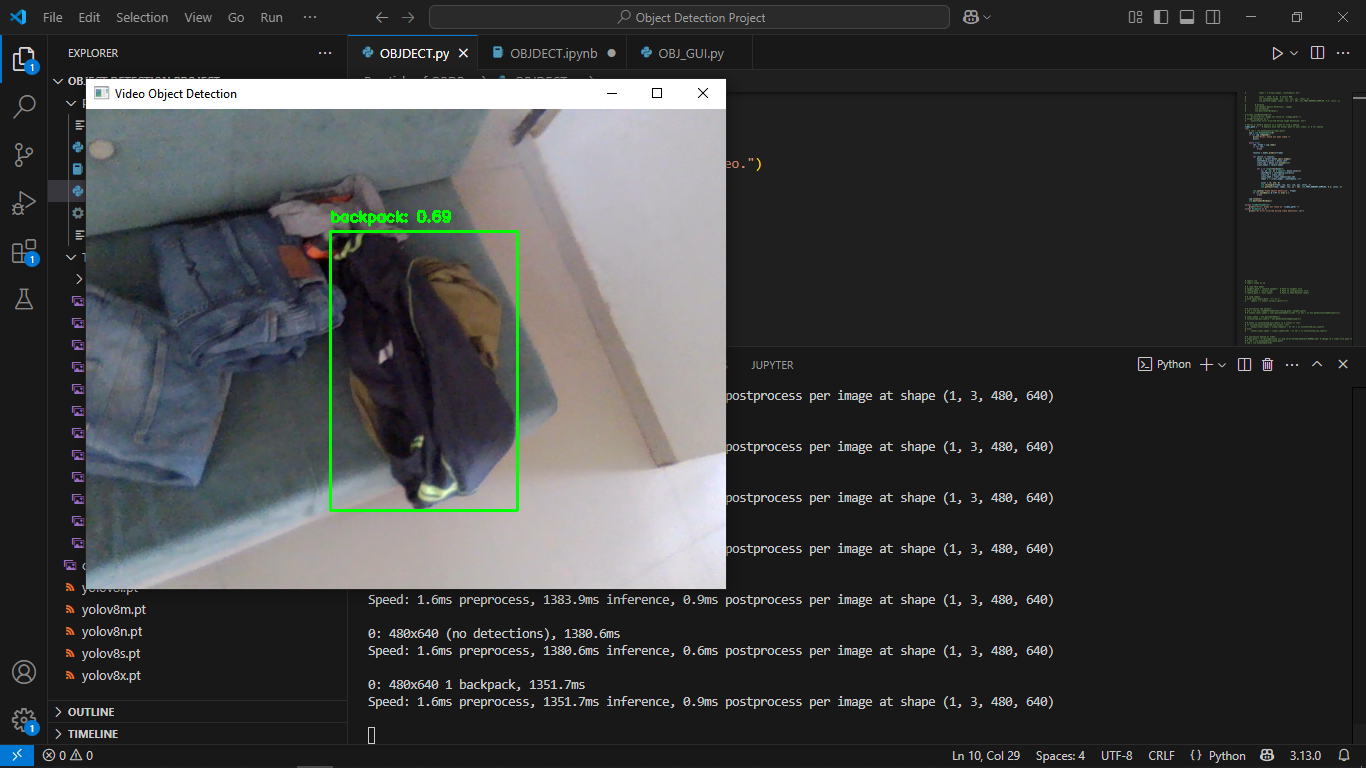 File Edit Selection View Go Run ···
Object Detection Project
EXPLORER ···
OBJDECT.py
OBJDECT.ipynb
OBJ_GUI.py
Video Object Detection
eo.")
backpack: 0.69
JUPYTER
Python
postprocess per image at shape (1, 3, 480, 640)
postprocess per image at shape (1, 3, 480, 640)
postprocess per image at shape (1, 3, 480, 640)
postprocess per image at shape (1, 3, 480, 640)
Speed: 1.6ms preprocess, 1383.9ms inference, 0.9ms postprocess per image at shape (1, 3, 480, 640)
0: 480x640 (no detections), 1380.6ms
Speed: 1.6ms preprocess, 1380.6ms inference, 0.6ms postprocess per image at shape (1, 3, 480, 640)
0: 480x640 1 backpack, 1351.7ms
Speed: 1.6ms preprocess, 1351.7ms inference, 0.9ms postprocess per image at shape (1, 3, 480, 640)
yolov8m.pt
yolov8n.pt
yolov8s.pt
yolov8x.pt
OUTLINE
TIMELINE
0 0
Ln 10, Col 29 Spaces: 4 UTF-8 CRLF {} Python 3.13.0